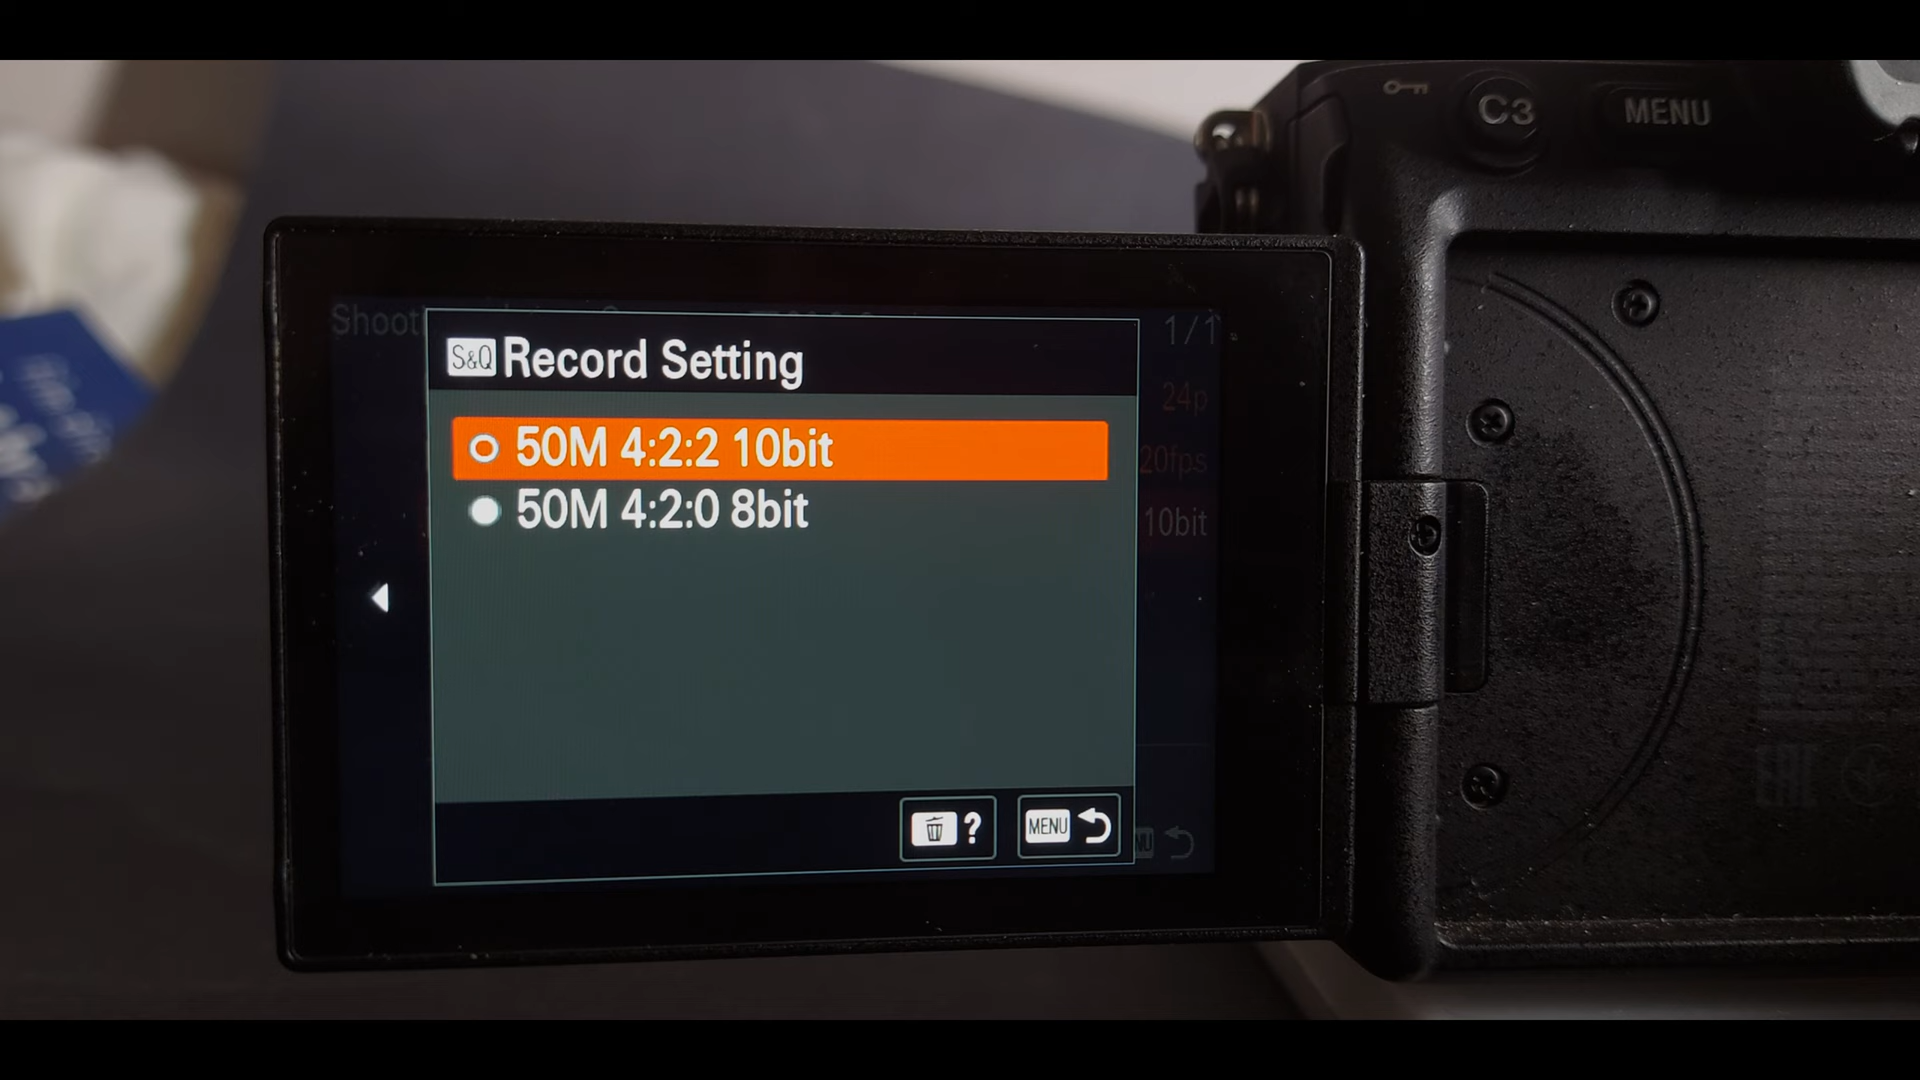 C3 MENU
Shoot
1/1
S&Q Record Setting
24p
50M 4:2:2 10bit
20fps
50M 4:2:0 8bit
10bit
?
MENU